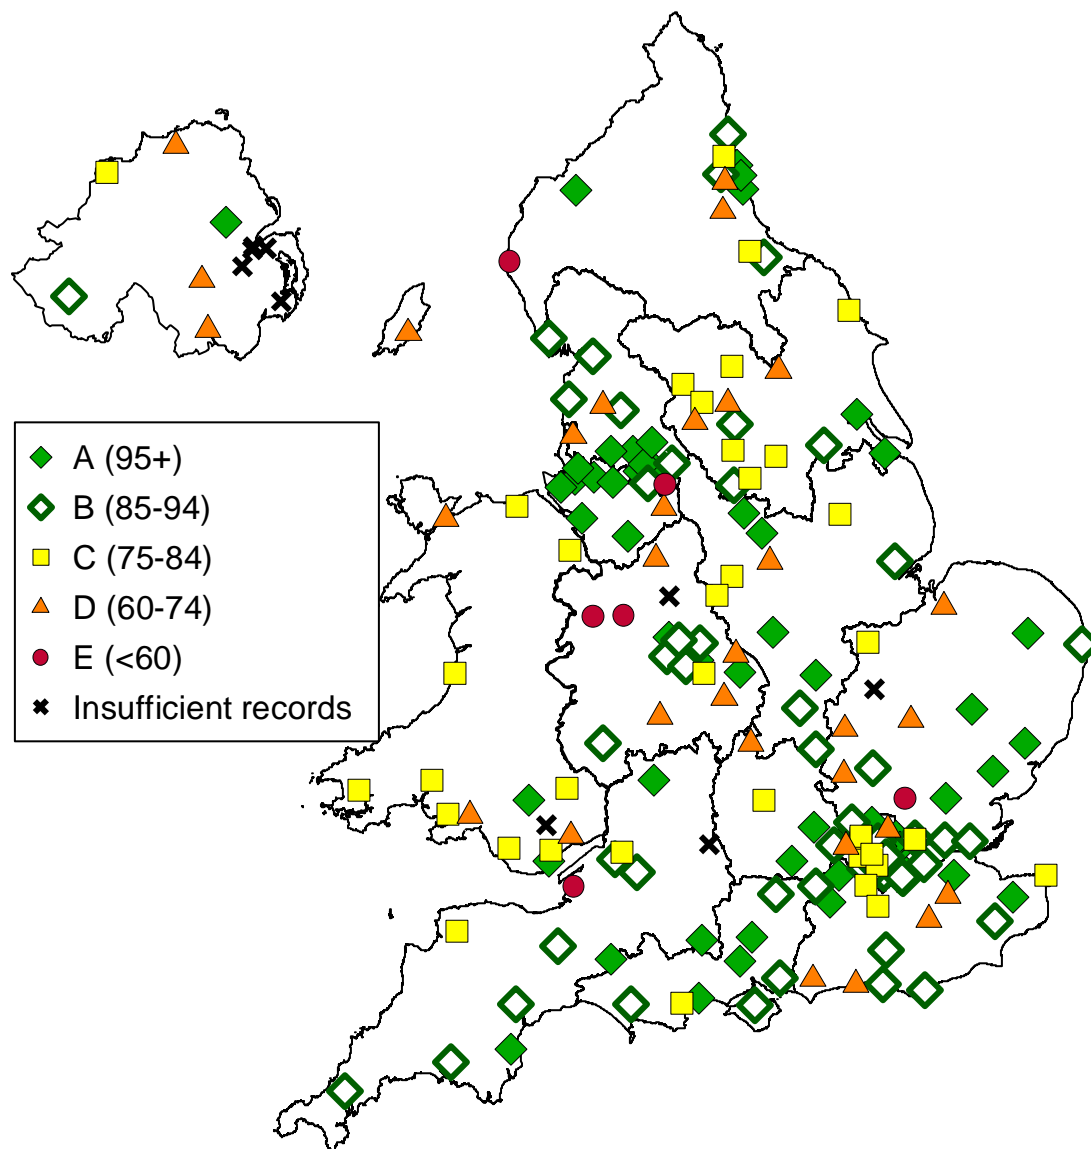 A (95+)
B (85-94)
C (75-84)
D (60-74)
E (<60)
Insufficient records